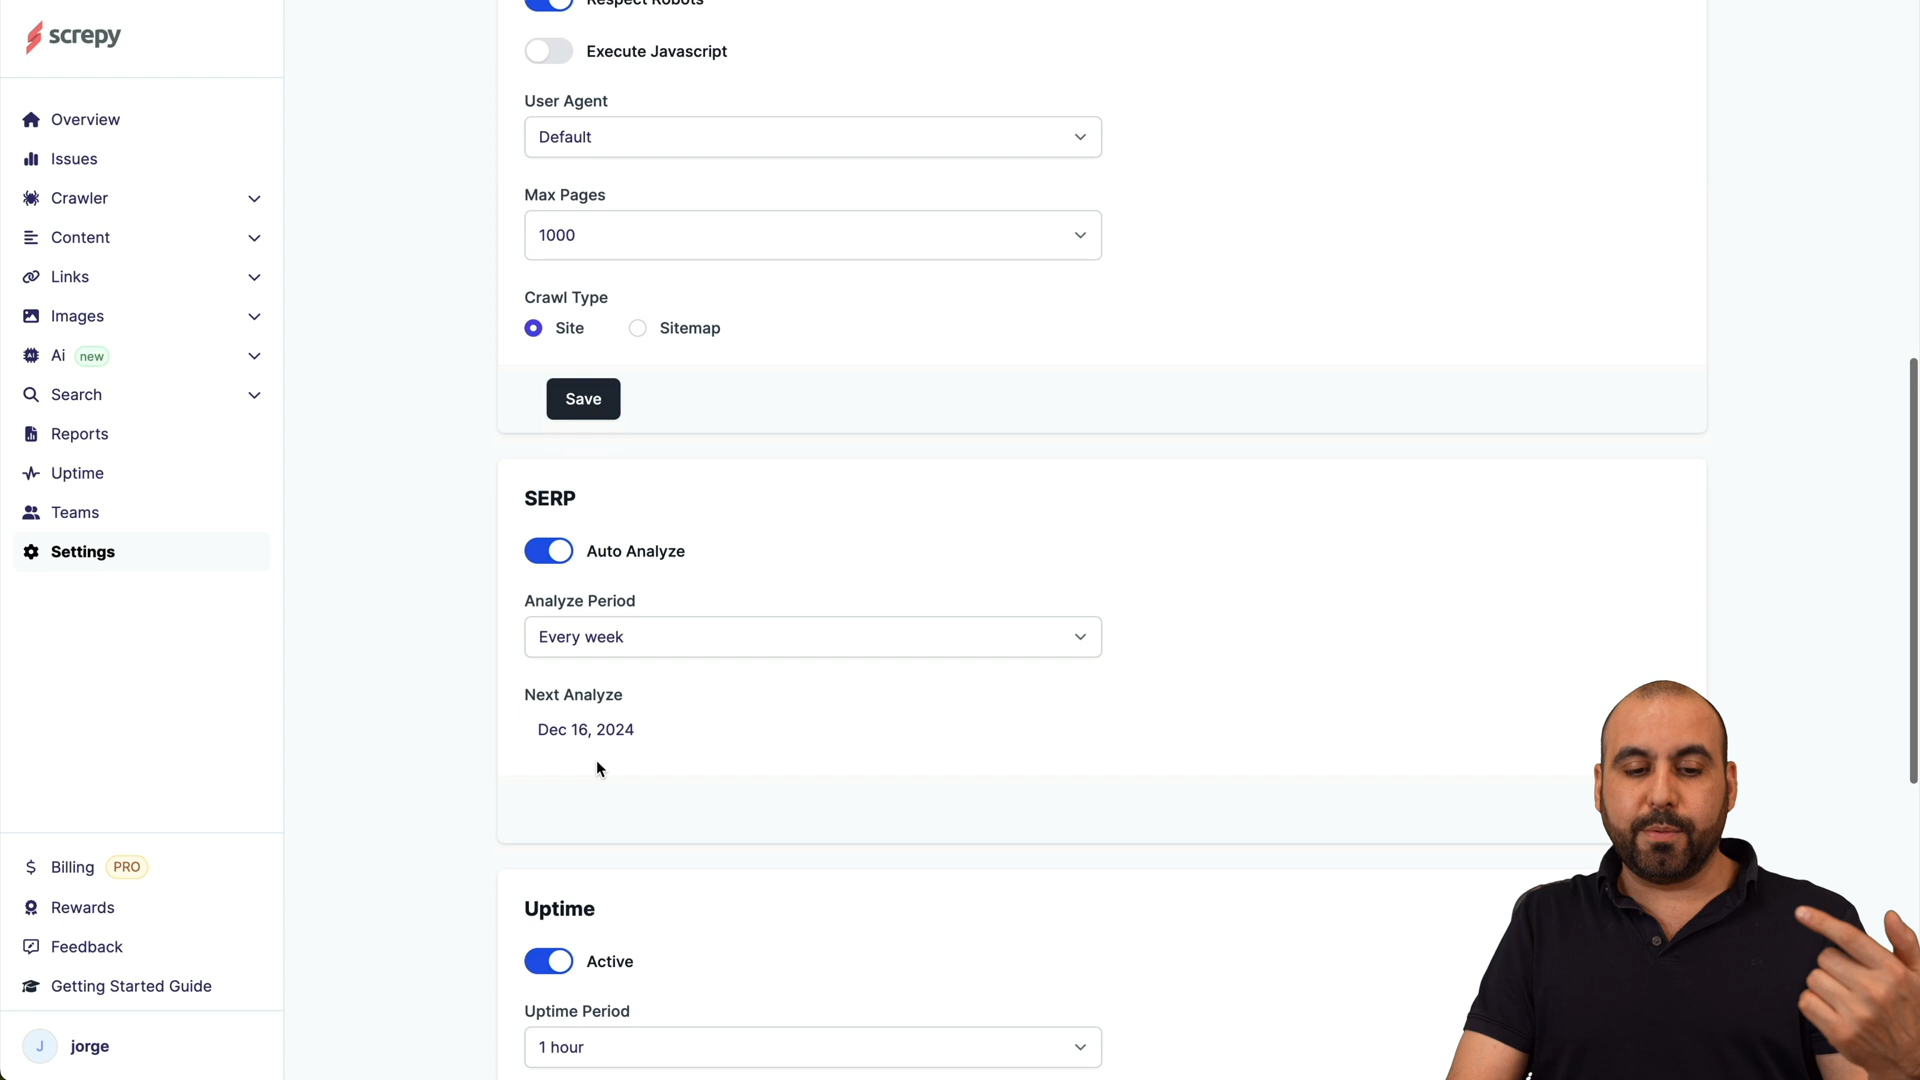 screpy
Overview
Issues
Crawler
Content
Links
Images
Ai new
Search
Reports
Uptime
Teams
Settings
Billing PRO
Rewards
Feedback
Getting Started Guide
J jorge
Respect Robots
Execute Javascript
User Agent
Default
Max Pages
1000
Crawl Type
Site Sitemap
Save
SERP
Auto Analyze
Analyze Period
Every week
Next Analyze
Dec 16, 2024
Uptime
Active
Uptime Period
1 hour